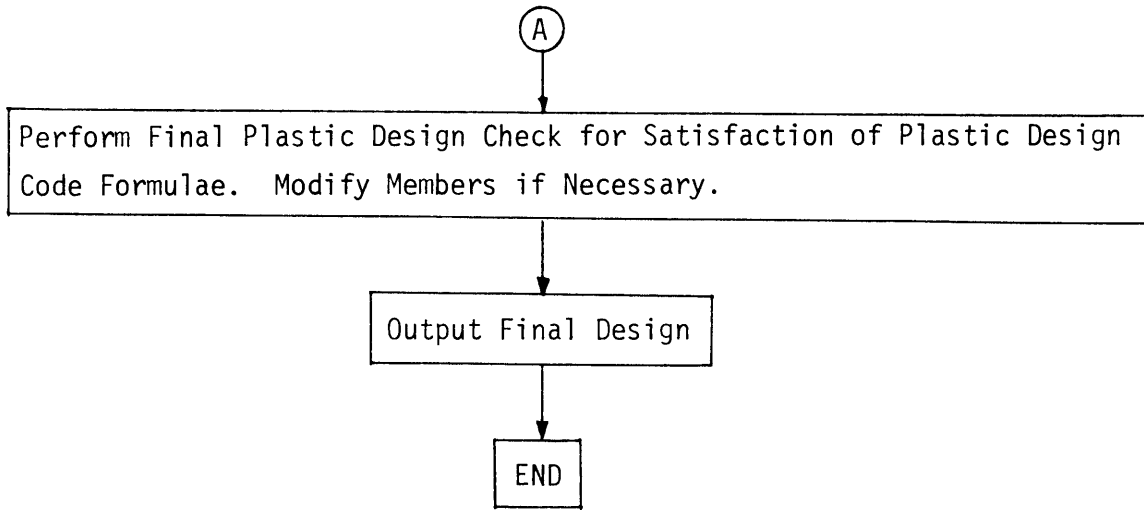 A
Perform Final Plastic Design Check for Satisfaction of Plastic Design
Code Formulae. Modify Members if Necessary.
Output Final Design
END